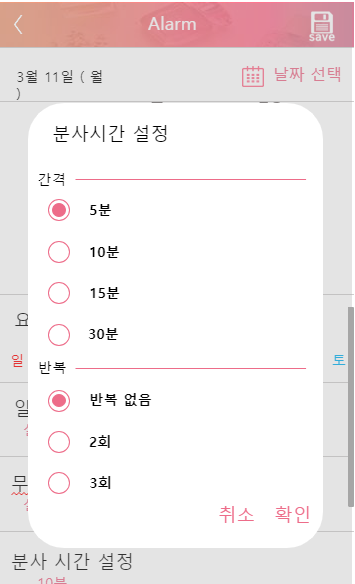 Alarm
save
3월 11일 ( 월
)
날짜 선택
분사시간 설정
간격
5분
10분
15분
30분
요
일
토
반복
반복 없음
일
2회
무
3회
취소 확인
분사 시간 설정
10분